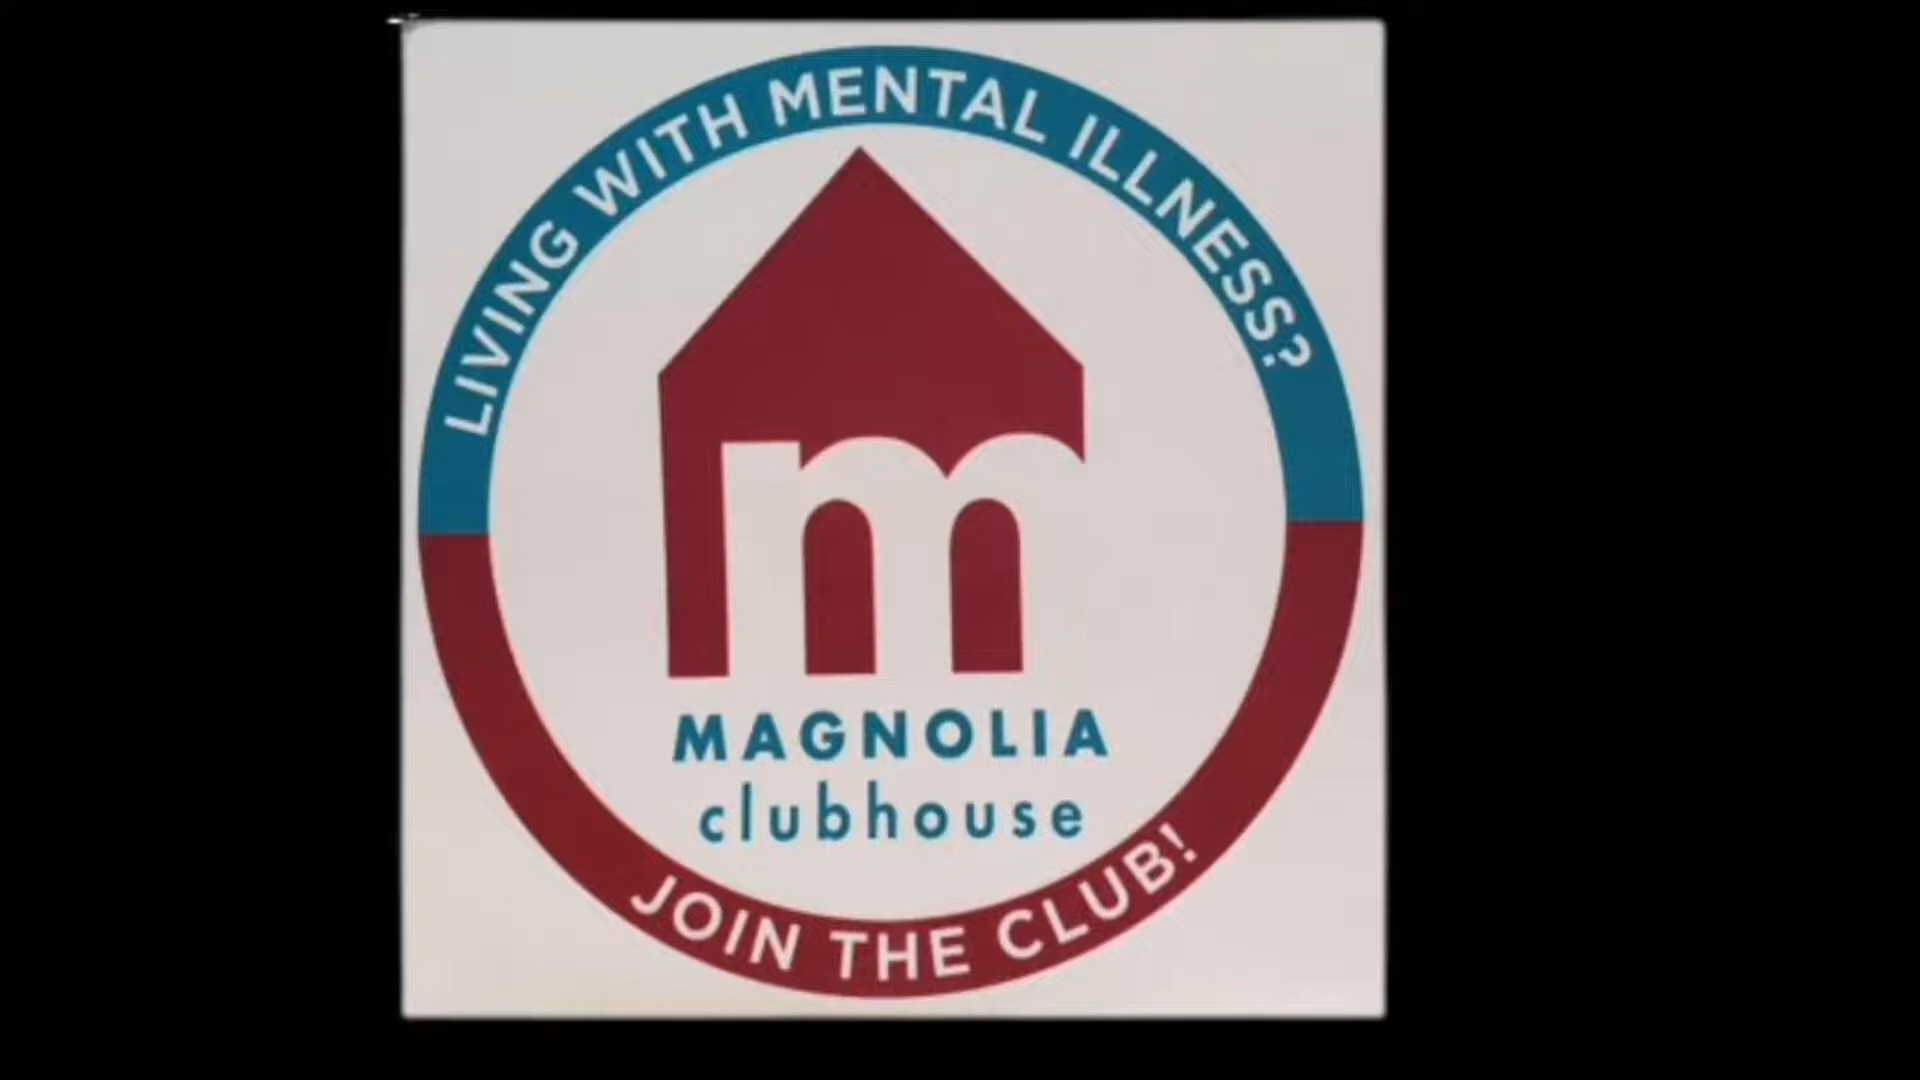 LIVING WITH MENTAL ILLNESS?
m
MAGNOLIA
clubhouse
JOIN THE CLUB!